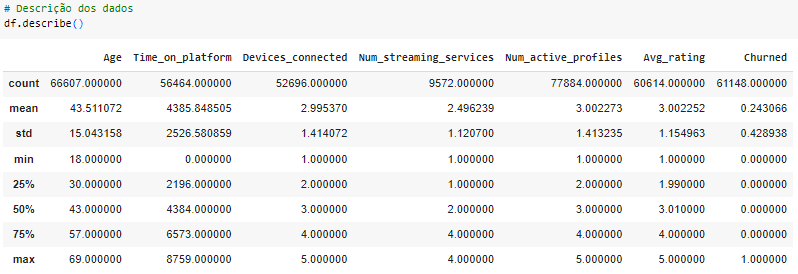 # Descrição dos dados
df.describe()
Age Time_on_platform Devices_connected Num_streaming_services Num_active_profiles Avg_rating Churned
count 66607.000000 56464.000000 52696.000000 9572.000000 77884.000000 60614.000000 61148.000000
mean 43.511072 4385.848505 2.995370 2.496239 3.002273 3.002252 0.243066
std 15.043158 2526.580859 1.414072 1.120700 1.413235 1.154963 0.428938
min 18.000000 0.000000 1.000000 1.000000 1.000000 1.000000 0.000000
25% 30.000000 2196.000000 2.000000 1.000000 2.000000 1.990000 0.000000
50% 43.000000 4384.000000 3.000000 2.000000 3.000000 3.010000 0.000000
75% 57.000000 6573.000000 4.000000 4.000000 4.000000 4.000000 0.000000
max 69.000000 8759.000000 5.000000 4.000000 5.000000 5.000000 1.000000